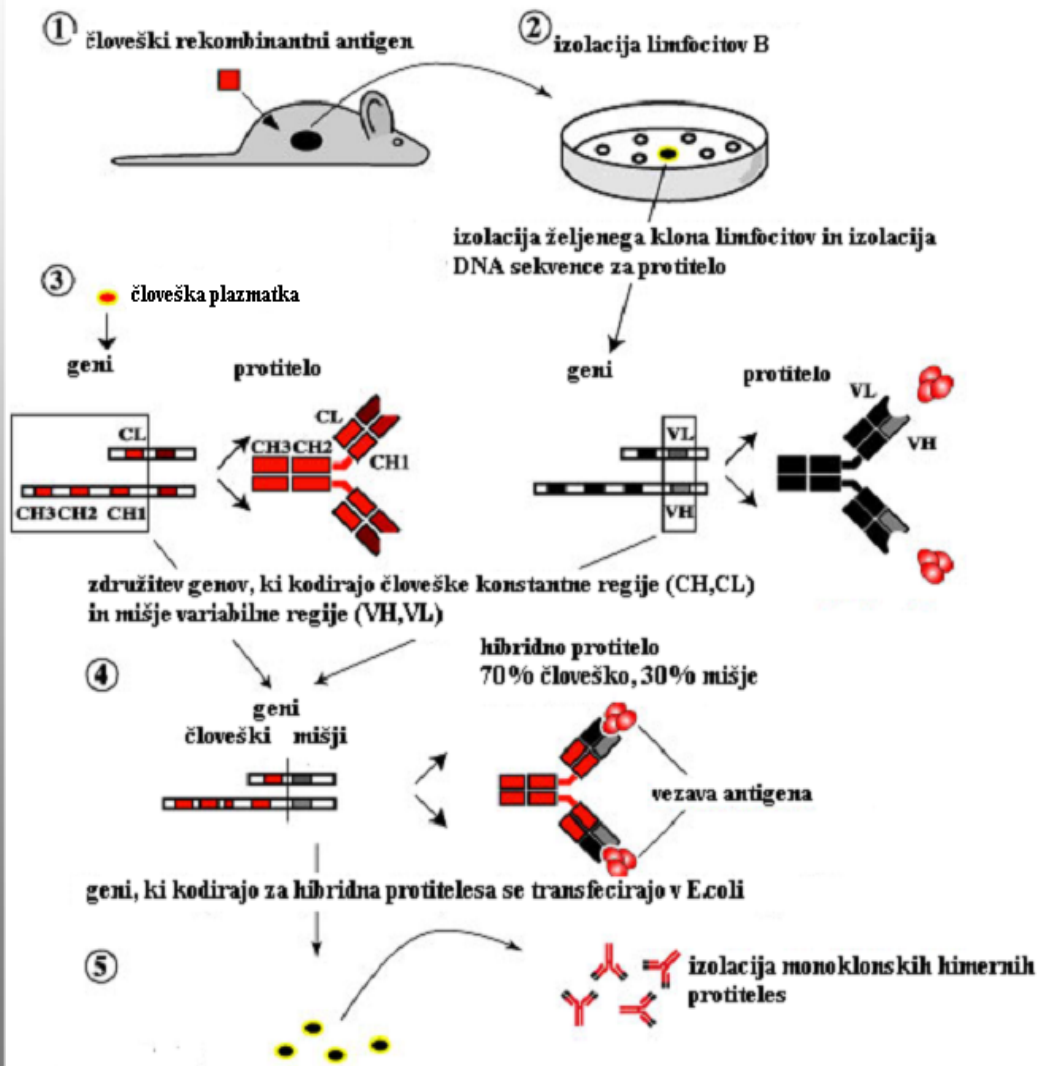 1 človeški rekombinantni antigen
2 izolacija limfocitov B
izolacija željenega klona limfocitov in izolacija
DNA sekvence za protitelo
3 človeška plazmatka
geni
protitelo
CL
CH3 CH2 CH1
CL
CH3 CH2
CH1
geni
protitelo
VL
VH
VL
VH
združitev genov, ki kodirajo človeške konstantne regije (CH,CL)
in mišje variabilne regije (VH,VL)
4
hibridno protitelo
70% človeško, 30% mišje
geni
človeški mišji
vezava antigena
geni, ki kodirajo za hibridna protitelesa se transfecirajo v E.coli
5
izolacija monoklonskih himernih
protiteles